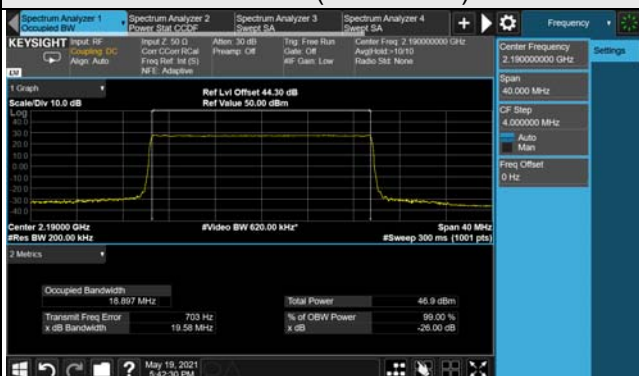 Spectrum Analyzer 1
Occupied BW
Spectrum Analyzer 2
Power Stat CCDF
Spectrum Analyzer 3
Swept SA
Spectrum Analyzer 4
Swept SA
Frequency
KEYSIGHT
Input: RF
Coupling: DC
Align: Auto
Input Z: 50 Ω
Corr CCorr RCal
Freq Ref: Int (S)
NFE: Adaptive
Atten: 30 dB
Preamp: Off
Trig: Free Run
Gate: Off
#IF Gain: Low
Center Freq: 2.190000000 GHz
Avg|Hold:>10/10
Radio Std: None
LXI
1 Graph
Scale/Div 10.0 dB
Ref Lvl Offset 44.30 dB
Ref Value 50.00 dBm
Log
40.0
30.0
20.0
10.0
0.00
-10.0
-20.0
-30.0
-40.0
Center 2.19000 GHz
#Res BW 200.00 kHz
#Video BW 620.00 kHz*
Span 40 MHz
#Sweep 300 ms (1001 pts)
2 Metrics
Occupied Bandwidth
18.897 MHz
Total Power 46.9 dBm
Transmit Freq Error 703 Hz
% of OBW Power 99.00 %
x dB Bandwidth 19.58 MHz
x dB -26.00 dB
Center Frequency
2.190000000 GHz
Settings
Span
40.000 MHz
CF Step
4.000000 MHz
Auto
Man
Freq Offset
0 Hz
?
May 19, 2021
5:42:30 PM